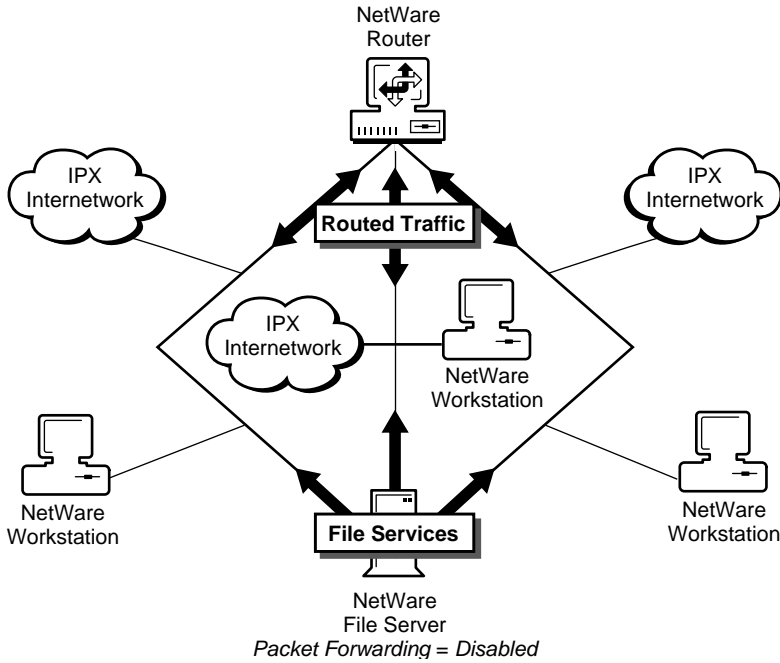 NetWare
Router
IPX
Internetwork
IPX
Internetwork
Routed Traffic
IPX
Internetwork
NetWare
Workstation
NetWare
Workstation
NetWare
Workstation
File Services
NetWare
File Server
Packet Forwarding = Disabled